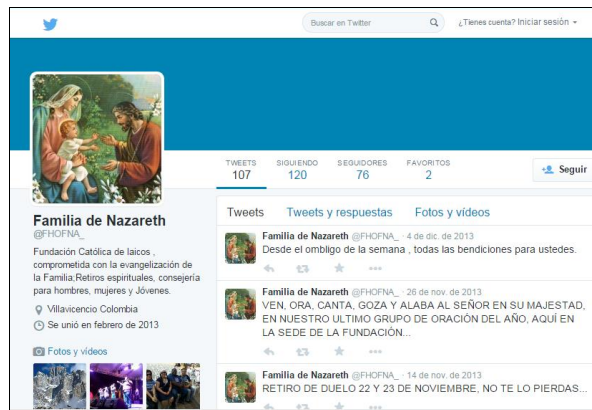 Buscar en Twitter
¿Tienes cuenta? Iniciar sesión
TWEETS
107
SIGUIENDO
120
SEGUIDORES
76
FAVORITOS
2
Seguir
Familia de Nazareth
@FHOFNA_
Fundación Católica de laicos ,
comprometida con la evangelización de
la Familia;Retiros espirituales, consejería
para hombres, mujeres y Jóvenes.
Villavicencio Colombia
Se unió en febrero de 2013
Fotos y vídeos
Tweets
Tweets y respuestas
Fotos y vídeos
Familia de Nazareth @FHOFNA_ · 4 de dic. de 2013
Desde el ombligo de la semana , todas las bendiciones para ustedes.
Familia de Nazareth @FHOFNA_ · 26 de nov. de 2013
VEN, ORA, CANTA, GOZA Y ALABA AL SEÑOR EN SU MAJESTAD,
EN NUESTRO ULTIMO GRUPO DE ORACIÓN DEL AÑO, AQUÍ EN
LA SEDE DE LA FUNDACIÓN...
Familia de Nazareth @FHOFNA_ · 14 de nov. de 2013
RETIRO DE DUELO 22 Y 23 DE NOVIEMBRE, NO TE LO PIERDAS...